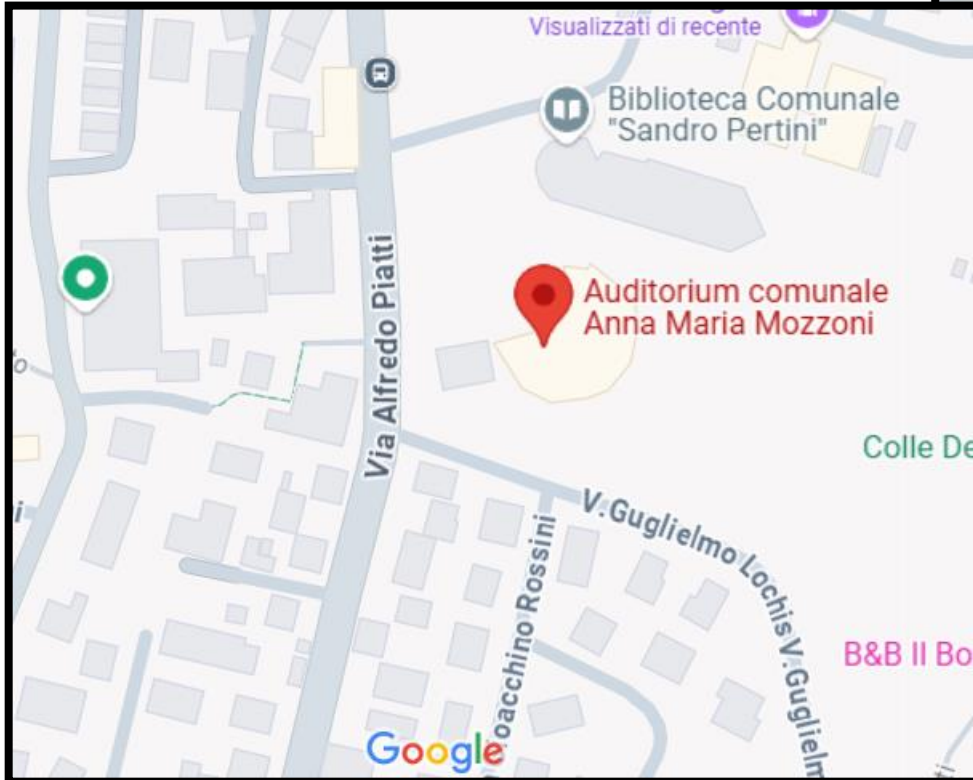 Visualizzati di recente
Biblioteca Comunale
"Sandro Pertini"
Via Alfredo Piatti
Auditorium comunale
Anna Maria Mozzoni
Colle De
V.Guglielmo Lochis
V.Guglielm
oacchino Rossini
B&B Il Bo
Google